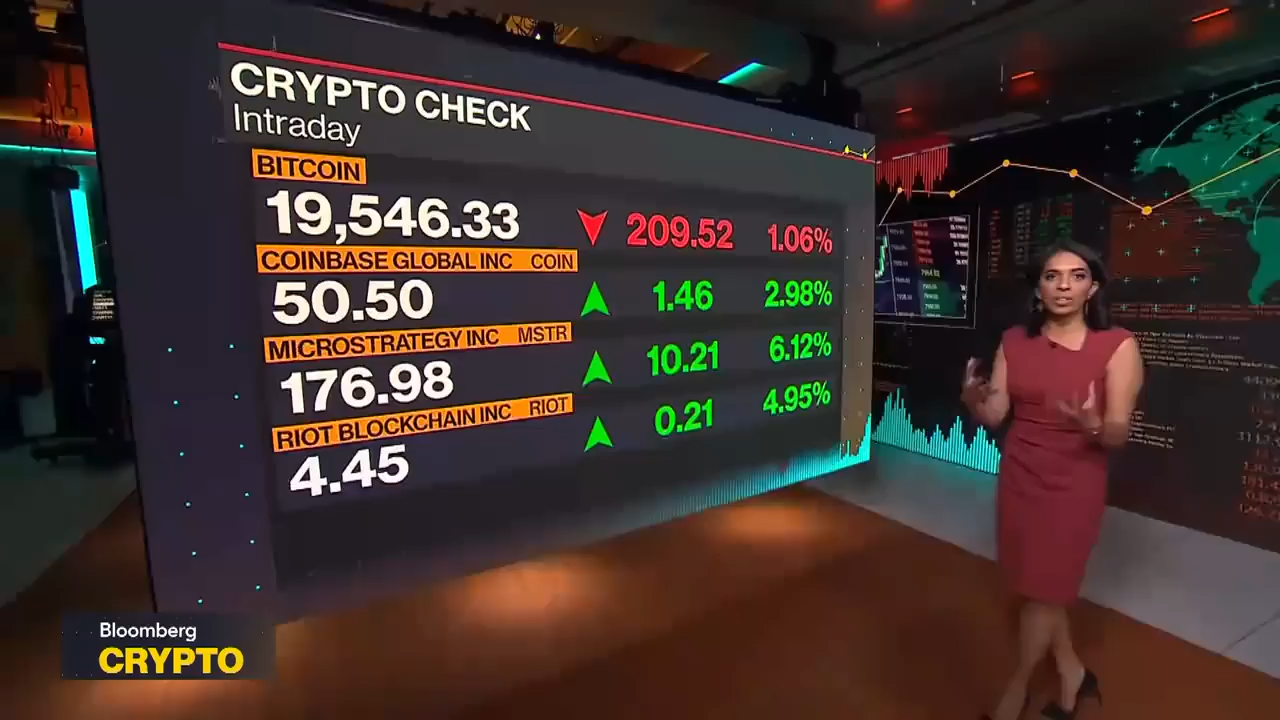 CRYPTO CHECK
Intraday
BITCOIN
19,546.33 209.52 1.06%
COINBASE GLOBAL INC COIN
50.50 1.46 2.98%
MICROSTRATEGY INC MSTR
176.98 10.21 6.12%
RIOT BLOCKCHAIN INC RIOT
4.45 0.21 4.95%
Bloomberg
CRYPTO